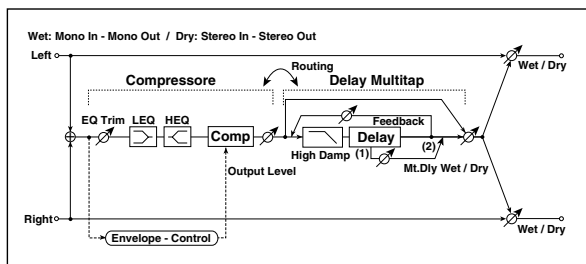 Wet: Mono In - Mono Out / Dry: Stereo In - Stereo Out
Left
Wet / Dry
Routing
Compressore
Delay Multitap
EQ Trim
LEQ
HEQ
Feedback
Comp
Delay
High Damp
(1)
(2)
Output Level
Mt.Dly Wet / Dry
Right
Envelope - Control
Wet / Dry